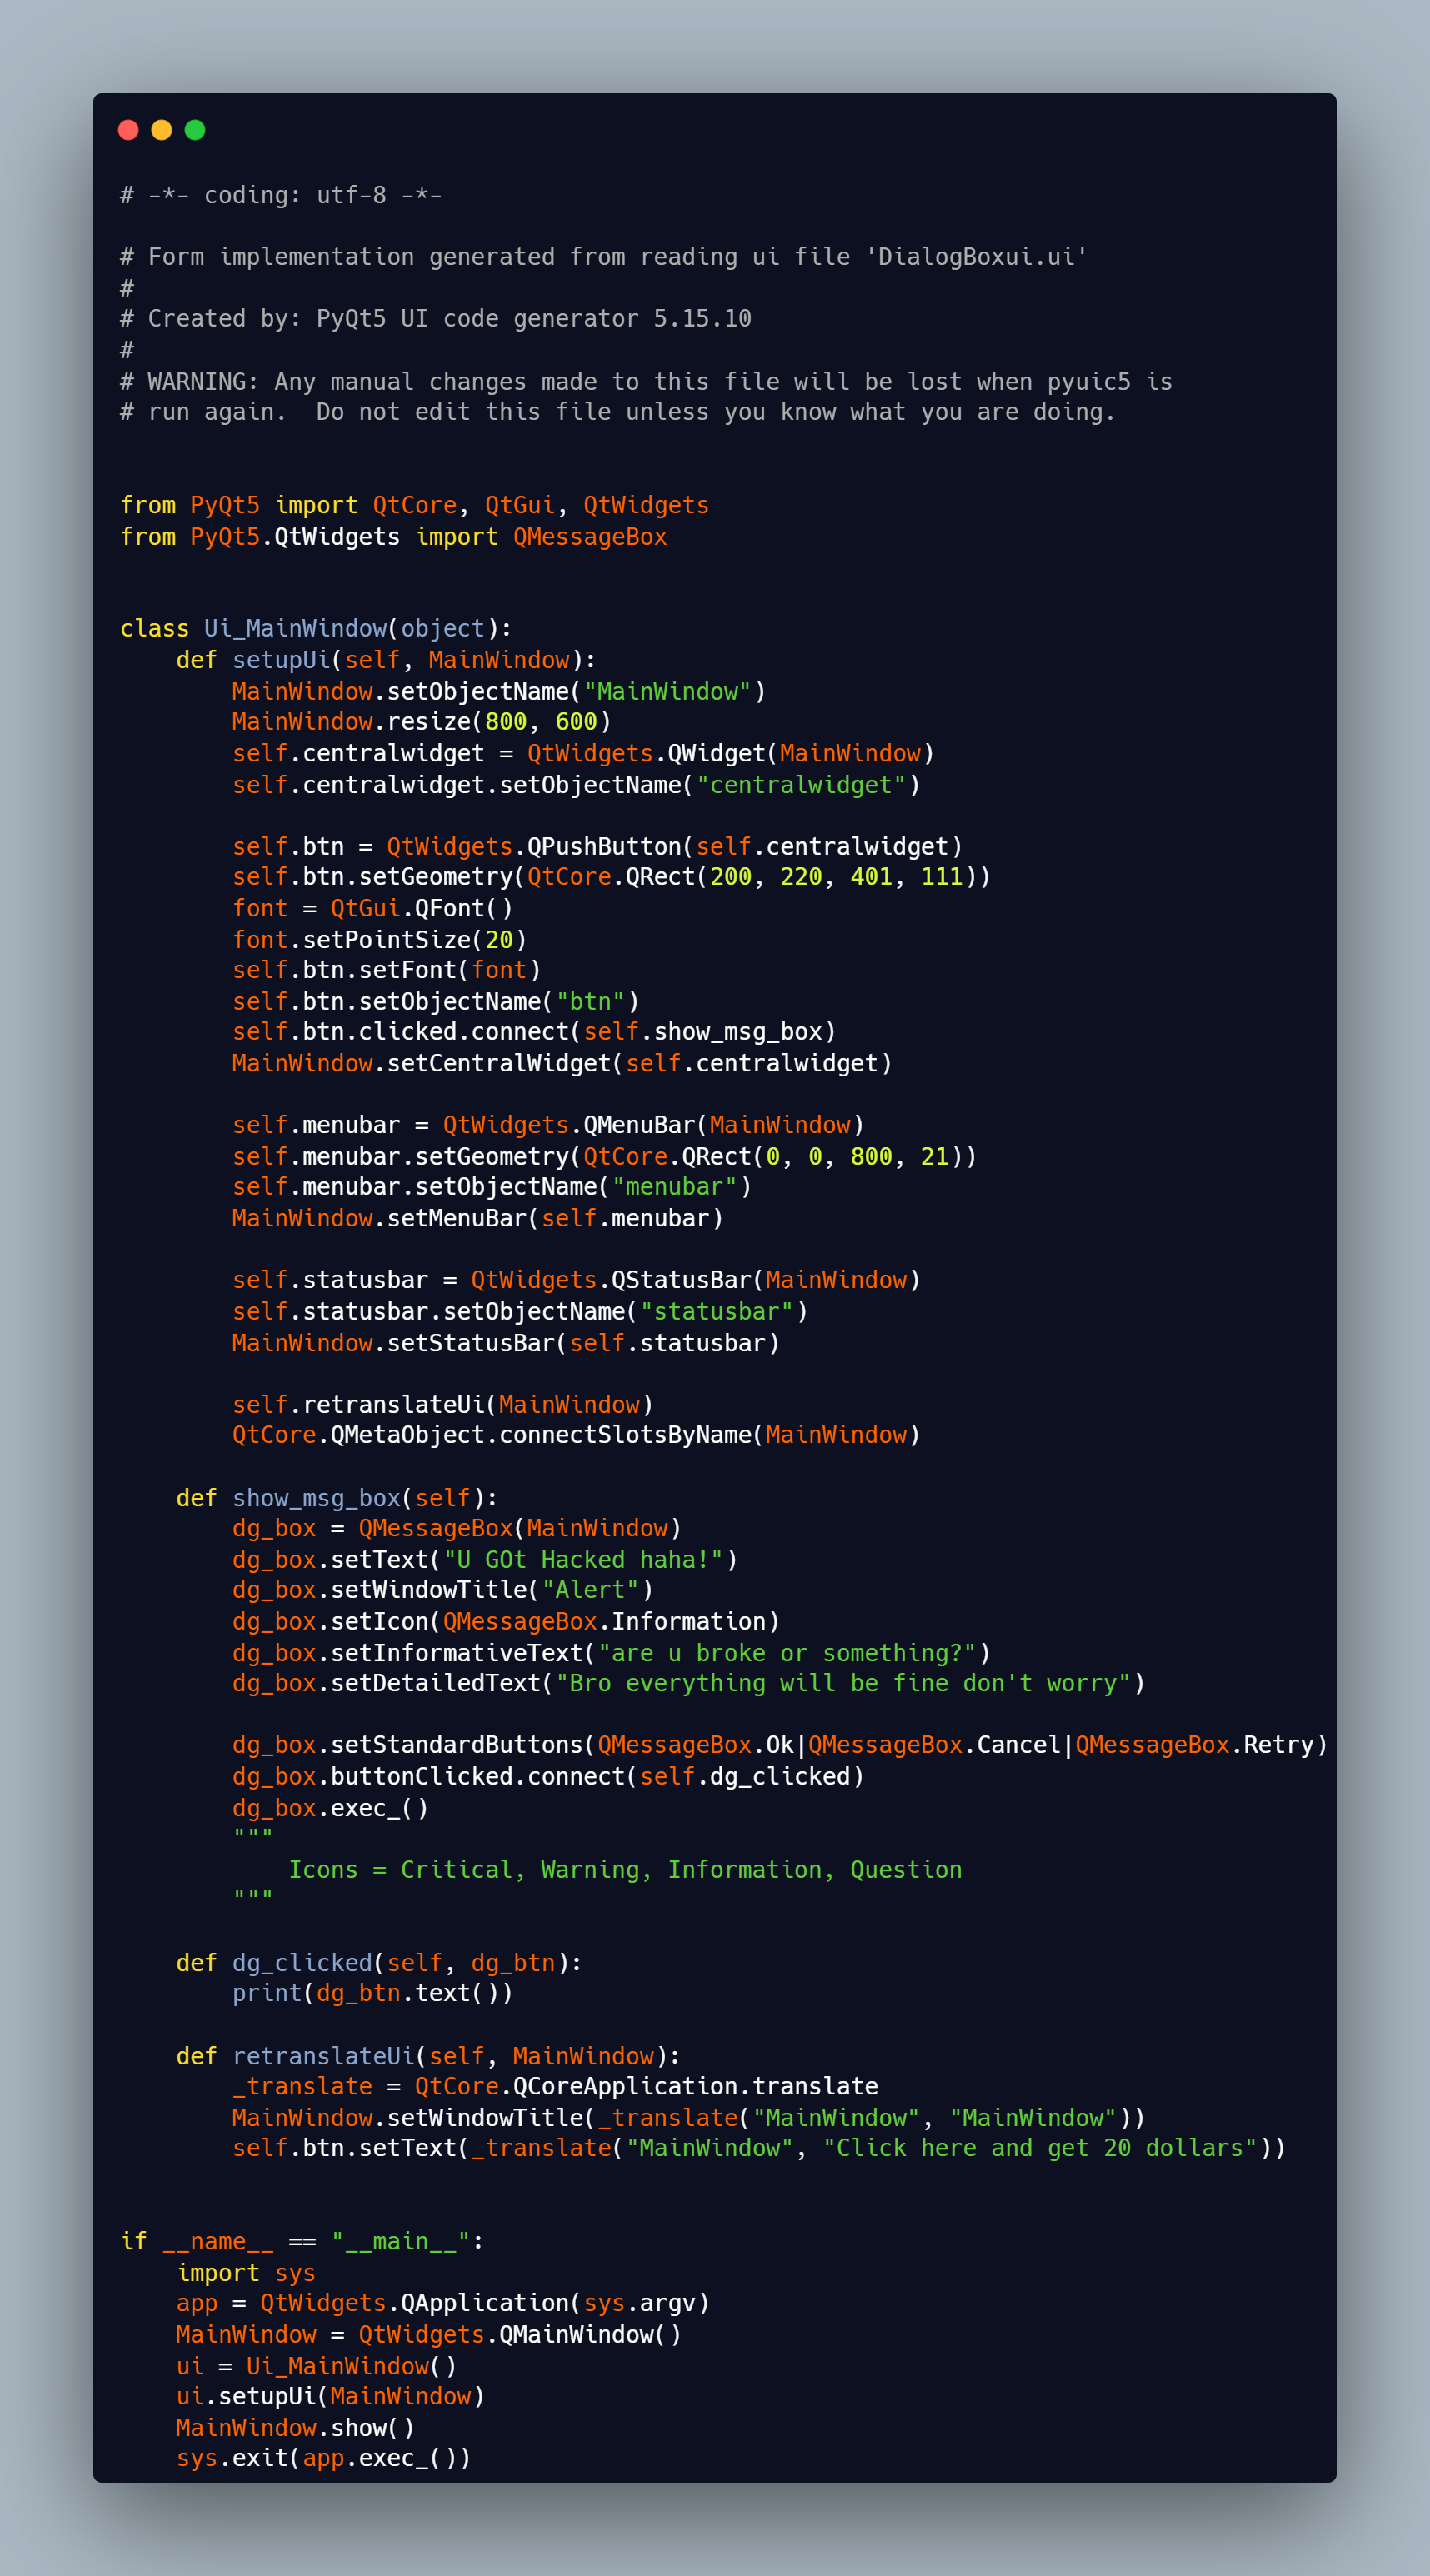 # -*- coding: utf-8 -*-
# Form implementation generated from reading ui file 'DialogBoxui.ui'
#
# Created by: PyQt5 UI code generator 5.15.10
#
# WARNING: Any manual changes made to this file will be lost when pyuic5 is
# run again.  Do not edit this file unless you know what you are doing.
from PyQt5 import QtCore, QtGui, QtWidgets
from PyQt5.QtWidgets import QMessageBox
class Ui_MainWindow(object):
    def setupUi(self, MainWindow):
        MainWindow.setObjectName("MainWindow")
        MainWindow.resize(800, 600)
        self.centralwidget = QtWidgets.QWidget(MainWindow)
        self.centralwidget.setObjectName("centralwidget")
        self.btn = QtWidgets.QPushButton(self.centralwidget)
        self.btn.setGeometry(QtCore.QRect(200, 220, 401, 111))
        font = QtGui.QFont()
        font.setPointSize(20)
        self.btn.setFont(font)
        self.btn.setObjectName("btn")
        self.btn.clicked.connect(self.show_msg_box)
        MainWindow.setCentralWidget(self.centralwidget)
        self.menubar = QtWidgets.QMenuBar(MainWindow)
        self.menubar.setGeometry(QtCore.QRect(0, 0, 800, 21))
        self.menubar.setObjectName("menubar")
        MainWindow.setMenuBar(self.menubar)
        self.statusbar = QtWidgets.QStatusBar(MainWindow)
        self.statusbar.setObjectName("statusbar")
        MainWindow.setStatusBar(self.statusbar)
        self.retranslateUi(MainWindow)
        QtCore.QMetaObject.connectSlotsByName(MainWindow)
    def show_msg_box(self):
        dg_box = QMessageBox(MainWindow)
        dg_box.setText("U GOt Hacked haha!")
        dg_box.setWindowTitle("Alert")
        dg_box.setIcon(QMessageBox.Information)
        dg_box.setInformativeText("are u broke or something?")
        dg_box.setDetailedText("Bro everything will be fine don't worry")
        dg_box.setStandardButtons(QMessageBox.Ok|QMessageBox.Cancel|QMessageBox.Retry)
        dg_box.buttonClicked.connect(self.dg_clicked)
        dg_box.exec_()
        """
            Icons = Critical, Warning, Information, Question
        """
    def dg_clicked(self, dg_btn):
        print(dg_btn.text())
    def retranslateUi(self, MainWindow):
        _translate = QtCore.QCoreApplication.translate
        MainWindow.setWindowTitle(_translate("MainWindow", "MainWindow"))
        self.btn.setText(_translate("MainWindow", "Click here and get 20 dollars"))
if __name__ == "__main__":
    import sys
    app = QtWidgets.QApplication(sys.argv)
    MainWindow = QtWidgets.QMainWindow()
    ui = Ui_MainWindow()
    ui.setupUi(MainWindow)
    MainWindow.show()
    sys.exit(app.exec_())